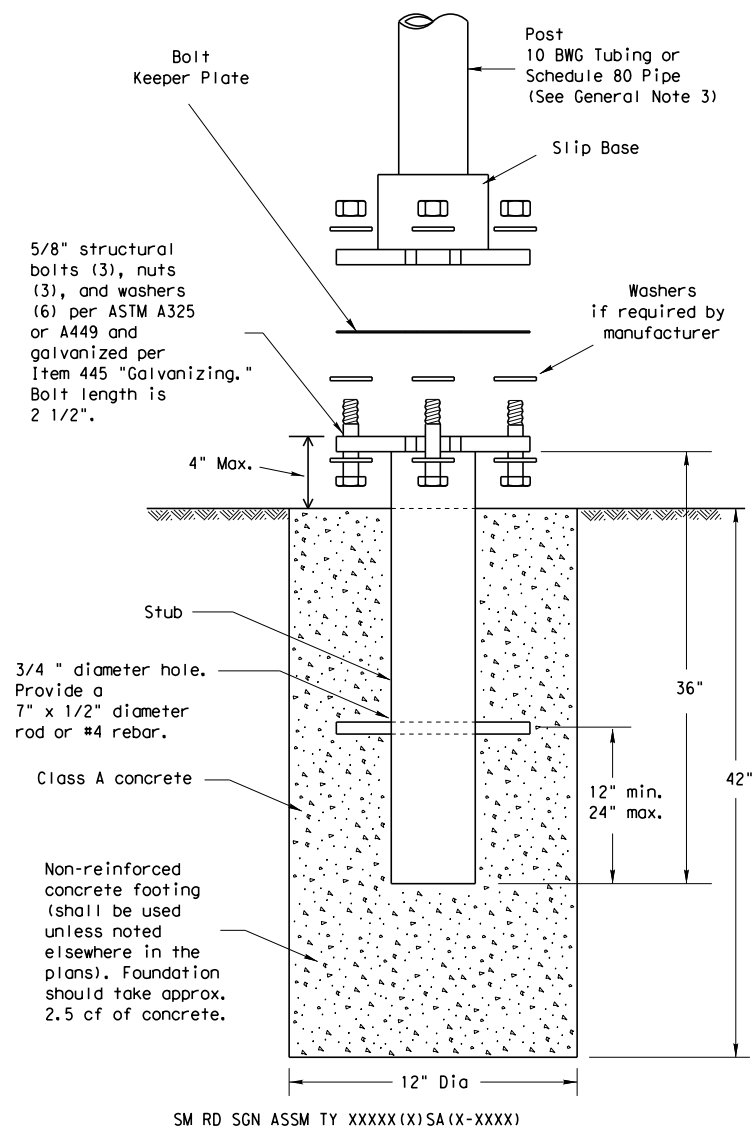 Post
10 BWG Tubing or
Schedule 80 Pipe
(See General Note 3)
Bolt
Keeper Plate
Slip Base
5/8" structural
bolts (3), nuts
(3), and washers
(6) per ASTM A325
or A449 and
galvanized per
Item 445 "Galvanizing."
Bolt length is
2 1/2".
Washers
if required by
manufacturer
4" Max.
Stub
3/4 " diameter hole.
Provide a
7" x 1/2" diameter
rod or #4 rebar.
36"
Class A concrete
12" min.
24" max.
42"
Non-reinforced
concrete footing
(shall be used
unless noted
elsewhere in the
plans). Foundation
should take approx.
2.5 cf of concrete.
12" Dia
SM RD SGN ASSM TY XXXXX(X)SA(X-XXXX)